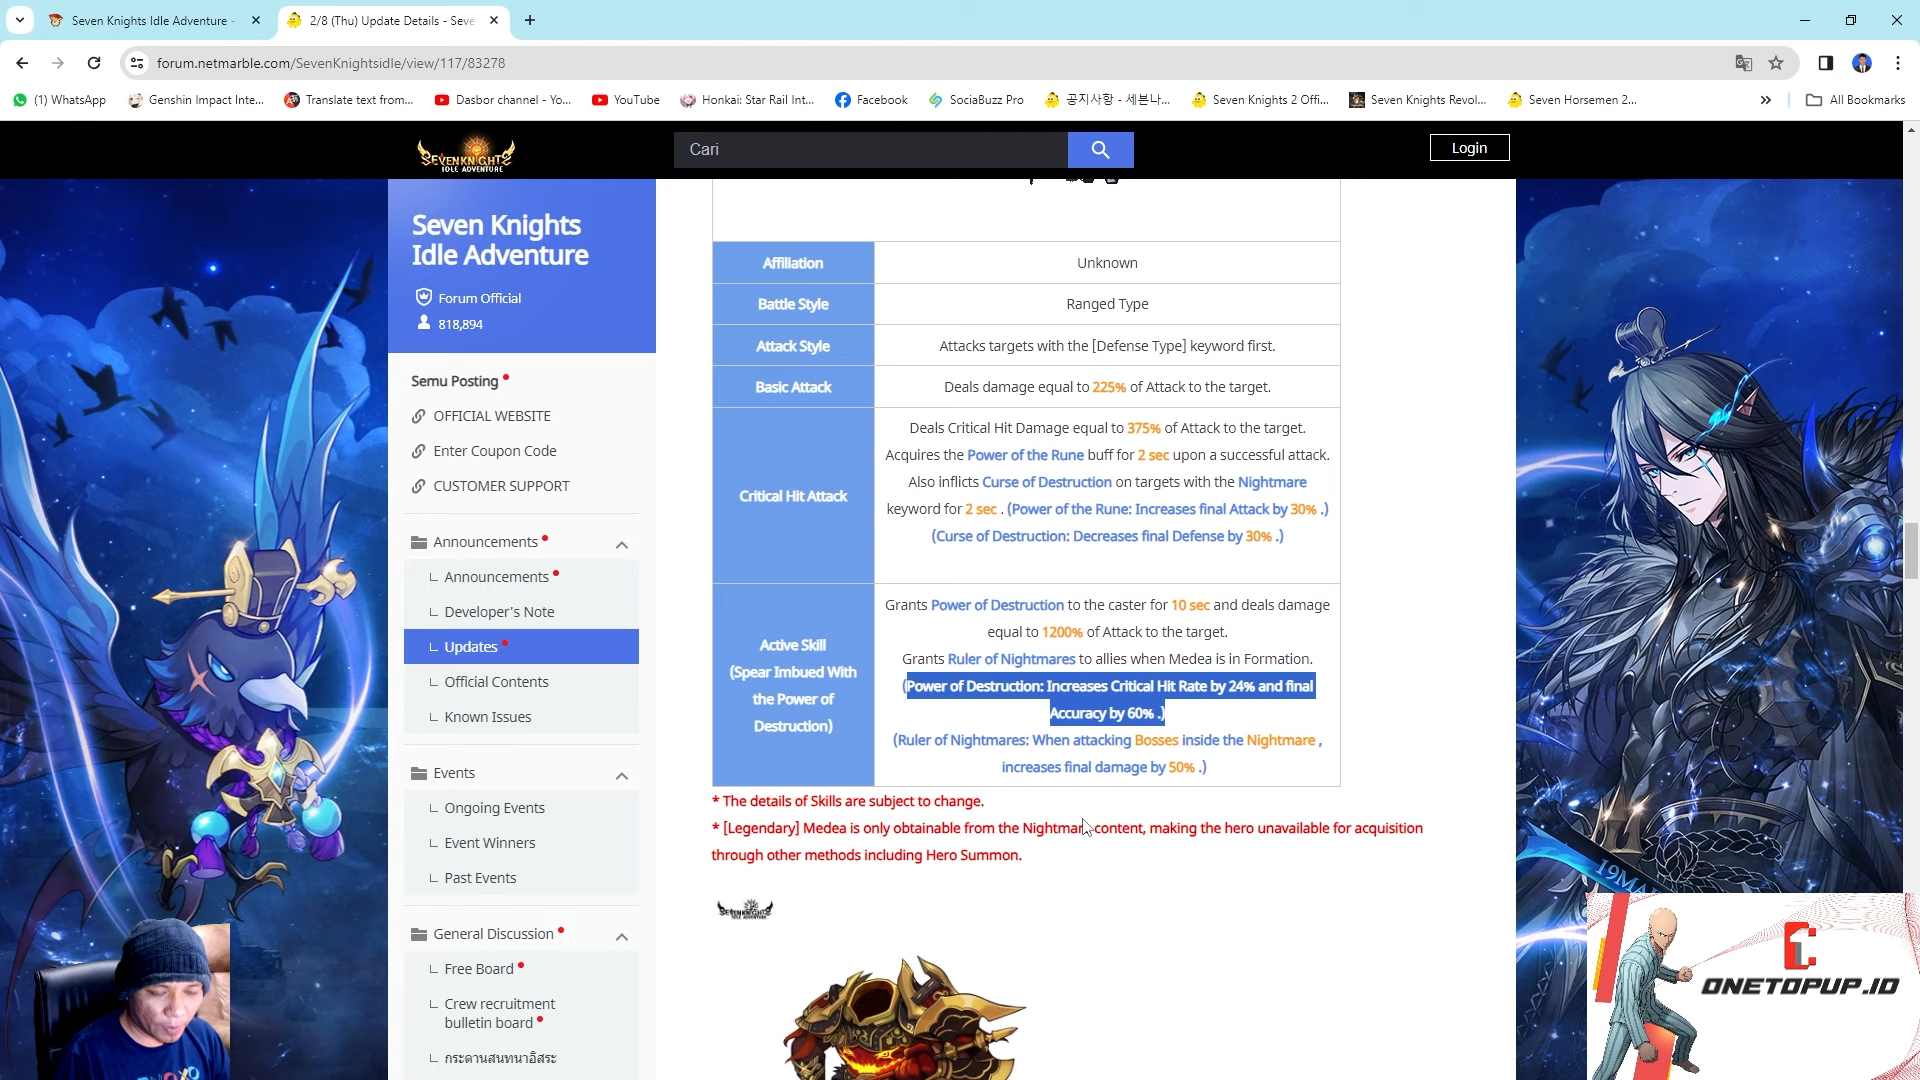 Seven Knights Idle Adventure -
2/8 (Thu) Update Details - Seve
forum.netmarble.com/SevenKnightsidle/view/117/83278
(1) WhatsApp
Genshin Impact Inte...
Translate text from...
Dasbor channel - Yo...
YouTube
Honkai: Star Rail Int...
Facebook
SociaBuzz Pro
공지사항 - 세븐나...
Seven Knights 2 Offi...
Seven Knights Revol...
Seven Horsemen 2...
All Bookmarks
SEVEN KNIGHTS
IDLE ADVENTURE
Cari
Login
Seven Knights
Idle Adventure
Forum Official
818,894
Semu Posting
OFFICIAL WEBSITE
Enter Coupon Code
CUSTOMER SUPPORT
Announcements
Announcements
Developer's Note
Updates
Official Contents
Known Issues
Events
Ongoing Events
Event Winners
Past Events
General Discussion
Free Board
Crew recruitment
bulletin board
กระดานสนทนาอิสระ
Affiliation
Unknown
Battle Style
Ranged Type
Attack Style
Attacks targets with the [Defense Type] keyword first.
Basic Attack
Deals damage equal to 225% of Attack to the target.
Critical Hit Attack
Deals Critical Hit Damage equal to 375% of Attack to the target.
Acquires the Power of the Rune buff for 2 sec upon a successful attack.
Also inflicts Curse of Destruction on targets with the Nightmare
keyword for 2 sec . (Power of the Rune: Increases final Attack by 30% .)
(Curse of Destruction: Decreases final Defense by 30% .)
Active Skill
(Spear Imbued With
the Power of
Destruction)
Grants Power of Destruction to the caster for 10 sec and deals damage
equal to 1200% of Attack to the target.
Grants Ruler of Nightmares to allies when Medea is in Formation.
(Power of Destruction: Increases Critical Hit Rate by 24% and final
Accuracy by 60% .)
(Ruler of Nightmares: When attacking Bosses inside the Nightmare ,
increases final damage by 50% .)
* The details of Skills are subject to change.
* [Legendary] Medea is only obtainable from the Nightmare content, making the hero unavailable for acquisition
through other methods including Hero Summon.
SEVEN KNIGHTS
IDLE ADVENTURE
ONETOPUP.ID